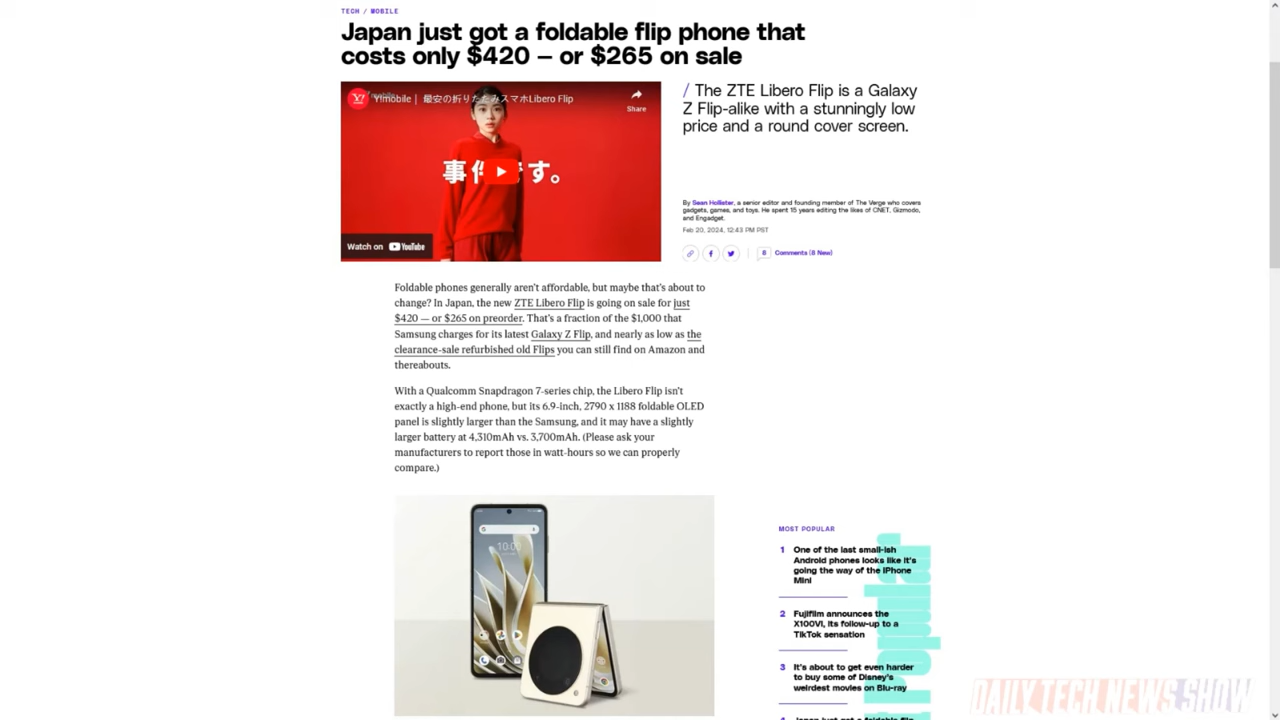 TECH / MOBILE
Japan just got a foldable flip phone that
costs only $420 — or $265 on sale
Y!mobile｜ 最安の折りたたみスマホLibero Flip
Share
事件です。
Watch on YouTube
/ The ZTE Libero Flip is a Galaxy
Z Flip-alike with a stunningly low
price and a round cover screen.
By Sean Hollister, a senior editor and founding member of The Verge who covers
gadgets, games, and toys. He spent 15 years editing the likes of CNET, Gizmodo,
and Engadget.
Feb 20, 2024, 12:43 PM PST
8 Comments (8 New)
Foldable phones generally aren't affordable, but maybe that's about to
change? In Japan, the new ZTE Libero Flip is going on sale for just
$420 — or $265 on preorder. That's a fraction of the $1,000 that
Samsung charges for its latest Galaxy Z Flip, and nearly as low as the
clearance-sale refurbished old Flips you can still find on Amazon and
thereabouts.
With a Qualcomm Snapdragon 7-series chip, the Libero Flip isn't
exactly a high-end phone, but its 6.9-inch, 2790 x 1188 foldable OLED
panel is slightly larger than the Samsung, and it may have a slightly
larger battery at 4,310mAh vs. 3,700mAh. (Please ask your
manufacturers to report those in watt-hours so we can properly
compare.)
10:00
MOST POPULAR
1 One of the last small-ish
Android phones looks like it's
going the way of the iPhone
Mini
2 Fujifilm announces the
X100VI, its follow-up to a
TikTok sensation
3 It's about to get even harder
to buy some of Disney's
weirdest movies on Blu-ray
Japan just got a foldable flip
DAILY TECH NEWS SHOW